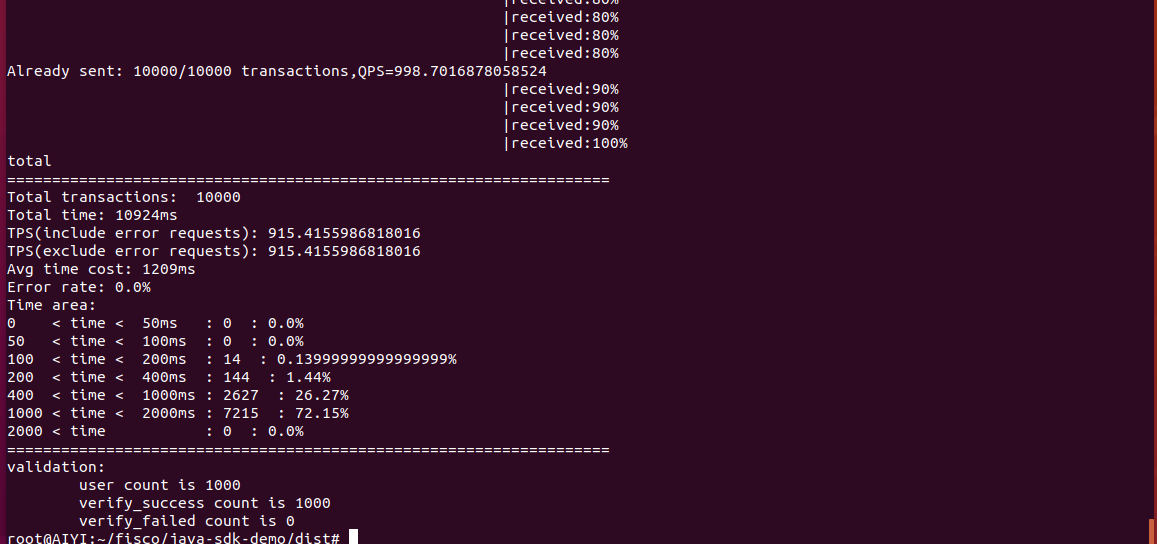 |received:80%
|received:80%
|received:80%
|received:80%
Already sent: 10000/10000 transactions,QPS=998.7016878058524
|received:90%
|received:90%
|received:90%
|received:100%
total
===================================================================
Total transactions:  10000
Total time: 10924ms
TPS(include error requests): 915.4155986818016
TPS(exclude error requests): 915.4155986818016
Avg time cost: 1209ms
Error rate: 0.0%
Time area:
0    < time <  50ms   : 0  : 0.0%
50   < time <  100ms  : 0  : 0.0%
100  < time <  200ms  : 14  : 0.13999999999999999%
200  < time <  400ms  : 144  : 1.44%
400  < time <  1000ms : 2627  : 26.27%
1000 < time <  2000ms : 7215  : 72.15%
2000 < time           : 0  : 0.0%
===================================================================
validation:
user count is 1000
verify_success count is 1000
verify_failed count is 0
root@AIYI:~/fisco/java-sdk-demo/dist#